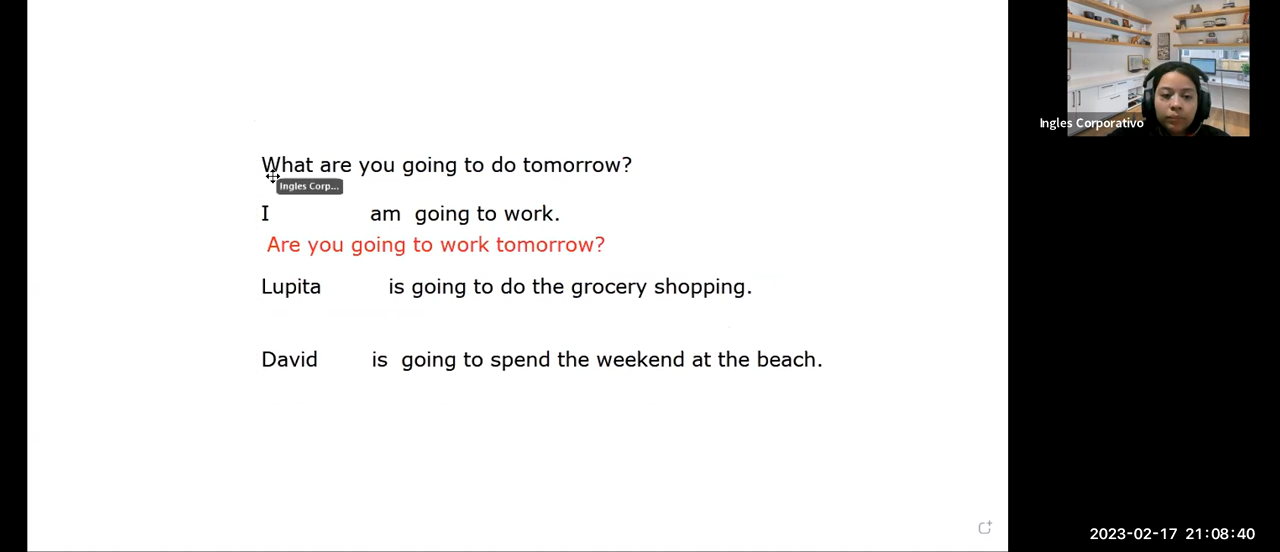 What are you going to do tomorrow?
Ingles Corp...
I am going to work.
Are you going to work tomorrow?
Lupita is going to do the grocery shopping.
David is going to spend the weekend at the beach.
Ingles Corporativo
2023-02-17 21:08:40